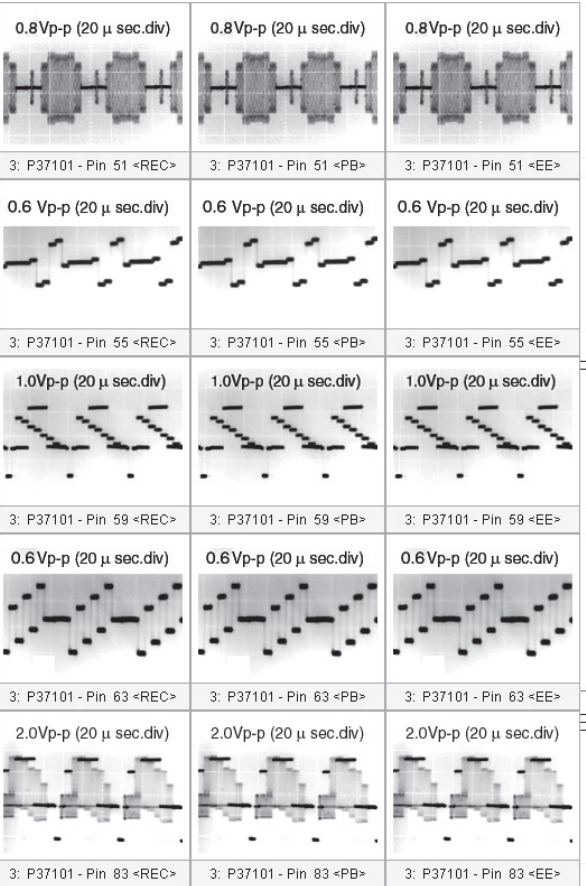 0.8Vp-p (20 μ sec.div) 0.8Vp-p (20 μ sec.div) 0.8Vp-p (20 μ sec.div)
3: P37101 - Pin 51 <REC> 3: P37101 - Pin 51 <PB> 3: P37101 - Pin 51 <EE>
0.6 Vp-p (20 μ sec.div) 0.6 Vp-p (20 μ sec.div) 0.6 Vp-p (20 μ sec.div)
3: P37101 - Pin 55 <REC> 3: P37101 - Pin 55 <PB> 3: P37101 - Pin 55 <EE>
1.0Vp-p (20 μ sec.div) 1.0Vp-p (20 μ sec.div) 1.0Vp-p (20 μ sec.div)
3: P37101 - Pin 59 <REC> 3: P37101 - Pin 59 <PB> 3: P37101 - Pin 59 <EE>
0.6Vp-p (20 μ sec.div) 0.6Vp-p (20 μ sec.div) 0.6Vp-p (20 μ sec.div)
3: P37101 - Pin 63 <REC> 3: P37101 - Pin 63 <PB> 3: P37101 - Pin 63 <EE>
2.0Vp-p (20 μ sec.div) 2.0Vp-p (20 μ sec.div) 2.0Vp-p (20 μ sec.div)
3: P37101 - Pin 83 <REC> 3: P37101 - Pin 83 <PB> 3: P37101 - Pin 83 <EE>